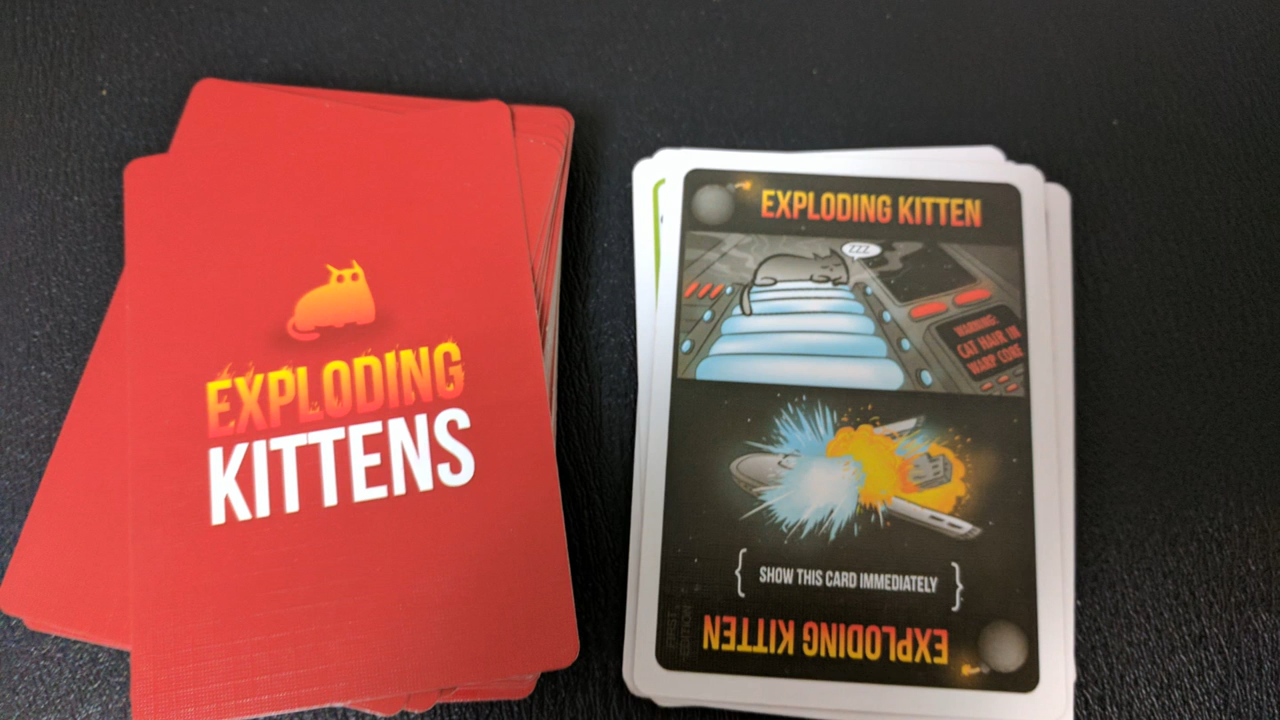 EXPLODING
KITTENS
EXPLODING KITTEN
ZZZ
WARNING:
CAT HAIR IN
WARP CORE
{ SHOW THIS CARD IMMEDIATELY }
EXPLODING KITTEN